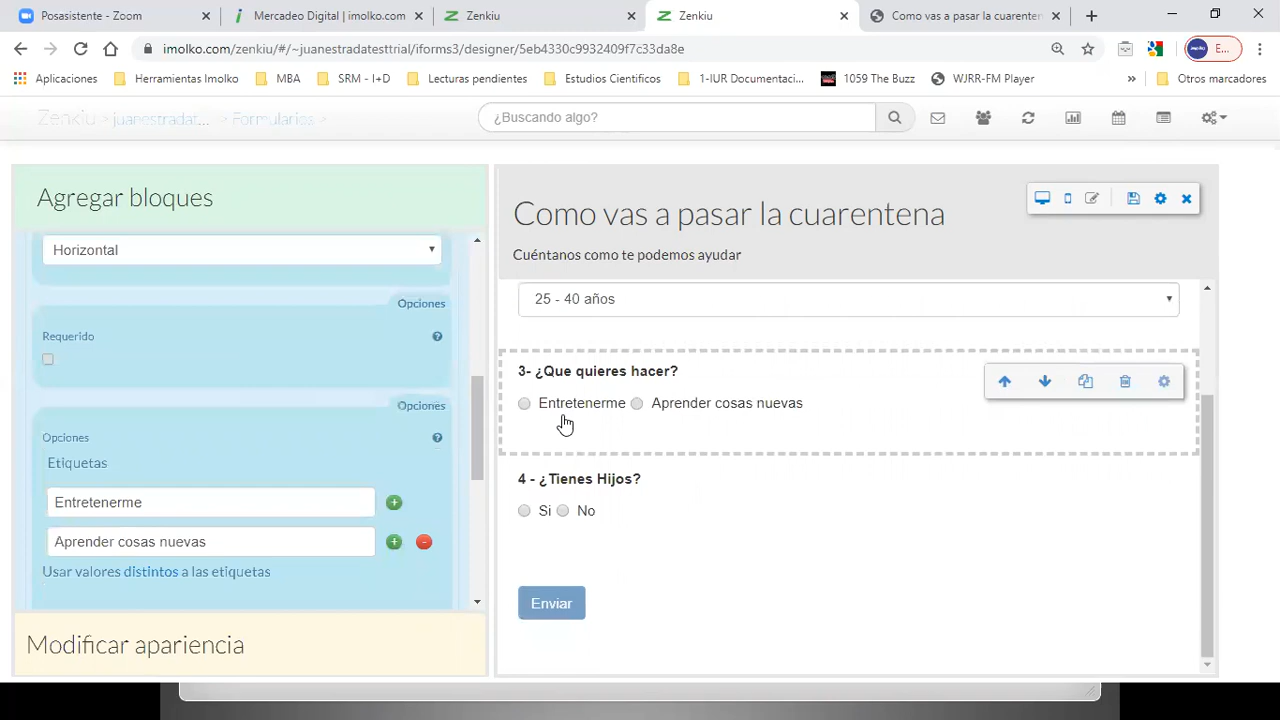 Posasistente - Zoom
Mercadeo Digital | imolko.com
Zenkiu
Zenkiu
Como vas a pasar la cuarenten
imolko.com/zenkiu/#/~juanestradatesttrial/iforms3/designer/5eb4330c9932409f7c33da8e
E...
Aplicaciones
Herramientas Imolko
MBA
SRM - I+D
Lecturas pendientes
Estudios Cientificos
1-IUR Documentaci...
1059 The Buzz
WJRR-FM Player
»
Otros marcadores
Zenkiu > juanestradat... > Formularios >
¿Buscando algo?
Agregar bloques
Horizontal
Opciones
Requerido
Opciones
Opciones
Etiquetas
Entretenerme
Aprender cosas nuevas
Usar valores distintos a las etiquetas
Modificar apariencia
Como vas a pasar la cuarentena
Cuéntanos como te podemos ayudar
25 - 40 años
3- ¿Que quieres hacer?
Entretenerme Aprender cosas nuevas
4 - ¿Tienes Hijos?
Si No
Enviar